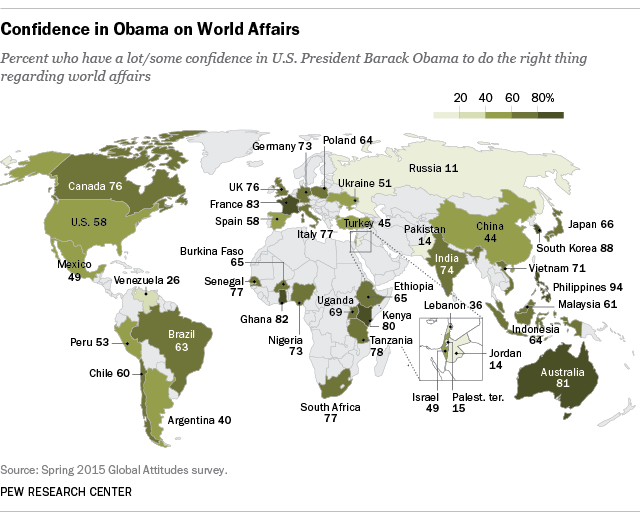 Confidence in Obama on World Affairs
Percent who have a lot/some confidence in U.S. President Barack Obama to do the right thing
regarding world affairs
20 40 60 80%
Germany 73
Poland 64
Russia 11
Canada 76
UK 76
Ukraine 51
France 83
U.S. 58
Spain 58
Turkey 45
China
44
Japan 66
Italy 77
Pakistan
14
South Korea 88
Burkina Faso
65
Mexico
49
India
74
Vietnam 71
Venezuela 26
Senegal
77
Ethiopia
65
Philippines 94
Uganda
69
Lebanon 36
Malaysia 61
Ghana 82
Kenya
80
Indonesia
64
Peru 53
Brazil
63
Nigeria
73
Tanzania
78
Jordan
14
Chile 60
Australia
81
Israel
49
Palest. ter.
15
South Africa
77
Argentina 40
Source: Spring 2015 Global Attitudes survey.
PEW RESEARCH CENTER